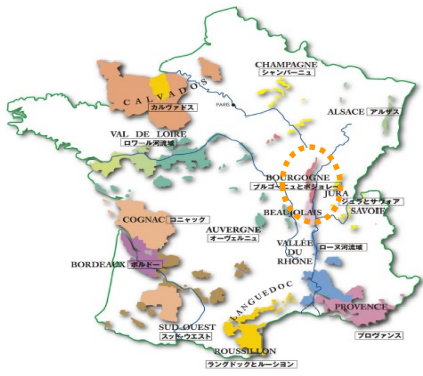 CHAMPAGNE
シャンパーニュ
CALVADOS
カルヴァドス
PARIS
ALSACE アルザス
VAL DE LOIRE
ロワール河流域
BOURGOGNE
ブルゴーニュとボジョレー
JURA
ジュラとサヴォア
SAVOIE
BEAUJOLAIS
COGNAC コニャック
AUVERGNE
オーヴェルニュ
VALLÉE
DU
RHÔNE
ローヌ河流域
BORDEAUX ボルドー
LANGUEDOC
PROVENCE
プロヴァンス
SUD-OUEST
スッド・ウエスト
ROUSSILLON
ラングドックとルーション